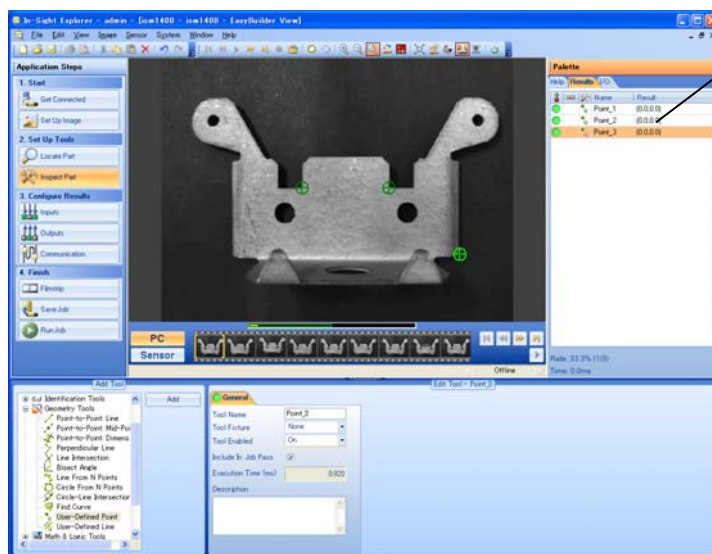 In-Sight Explorer - admin - [ism1400 - ism1400 - EasyBuilder View]
File Edit View Image Sensor System Window Help
Application Steps
1. Start
Get Connected
Set Up Image
2. Set Up Tools
Locate Part
Inspect Part
3. Configure Results
Inputs
Outputs
Communication
4. Finish
Filmstrip
Save Job
Run Job
PC
Sensor
Offline
Palette
Help Results I/O
Name Result
Point_1 (0.0,0.0)
Point_2 (0.0,0.0)
Point_3 (0.0,0.0)
Rate: 33.3% (1/3)
Time: 0.0ms
Add Tool
Identification Tools
Geometry Tools
Point-to-Point Line
Point-to-Point Mid-Poi
Point-to-Point Dimens
Perpendicular Line
Line Intersection
Bisect Angle
Line From N Points
Circle From N Points
Circle-Line Intersection
Find Curve
User-Defined Point
User-Defined Line
Math & Logic Tools
Add
Edit Tool - Point_3
General
Tool Name Point_3
Tool Fixture None
Tool Enabled On
Include In Job Pass
Execution Time (ms) 0.000
Description